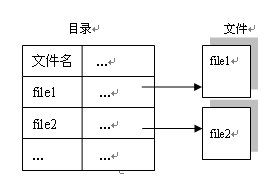 目录↵
文件↵
文件名 …↵
file1 …↵
file2 …↵
… …↵
file1↵
file2↵